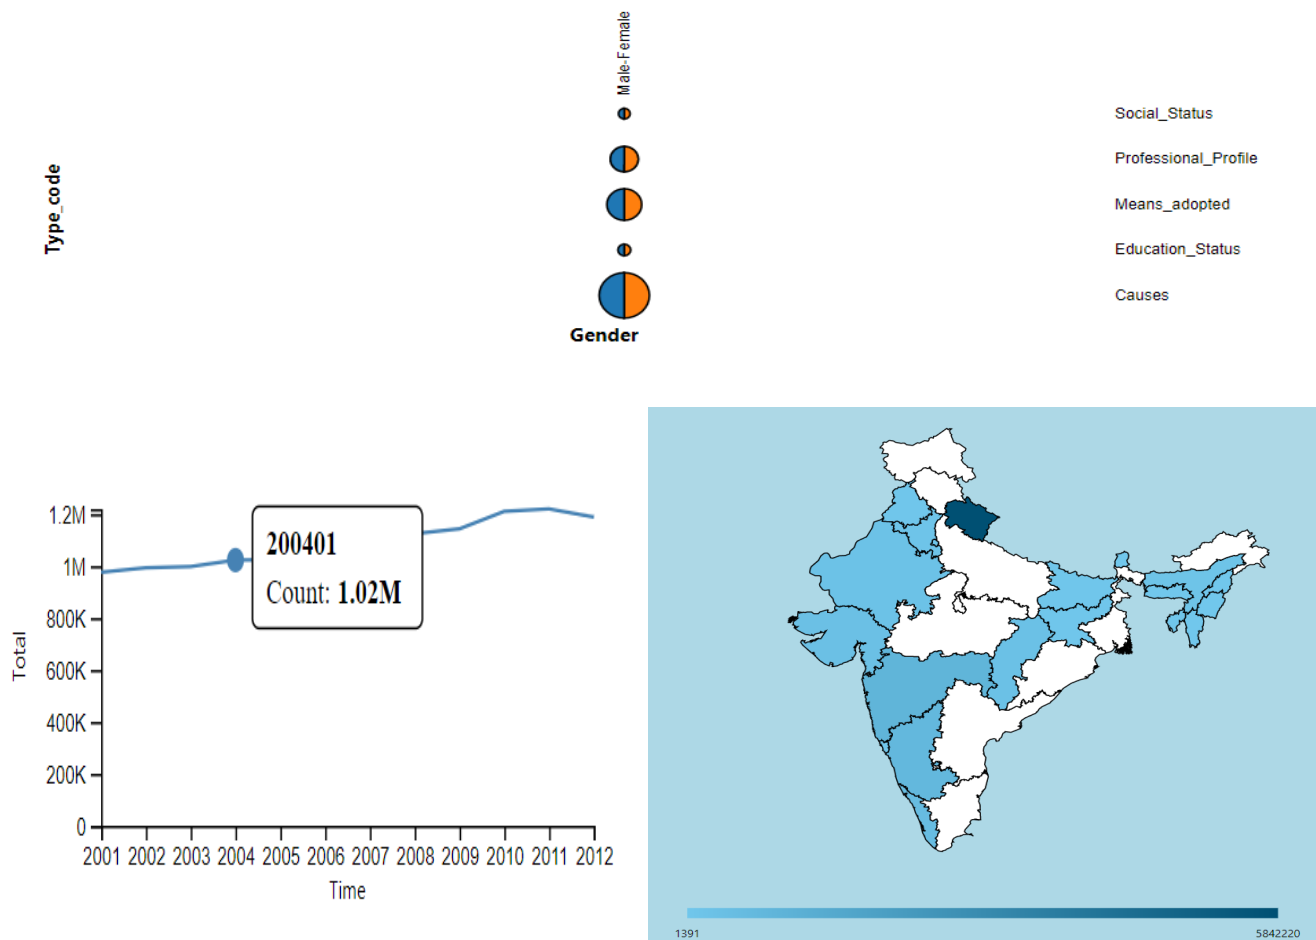 Male-Female
Social_Status
Professional_Profile
Means_adopted
Education_Status
Causes
Type_code
Gender
1.2M
1M
800K
600K
400K
200K
0
Total
200401
Count: 1.02M
2001 2002 2003 2004 2005 2006 2007 2008 2009 2010 2011 2012
Time
1391
5842220